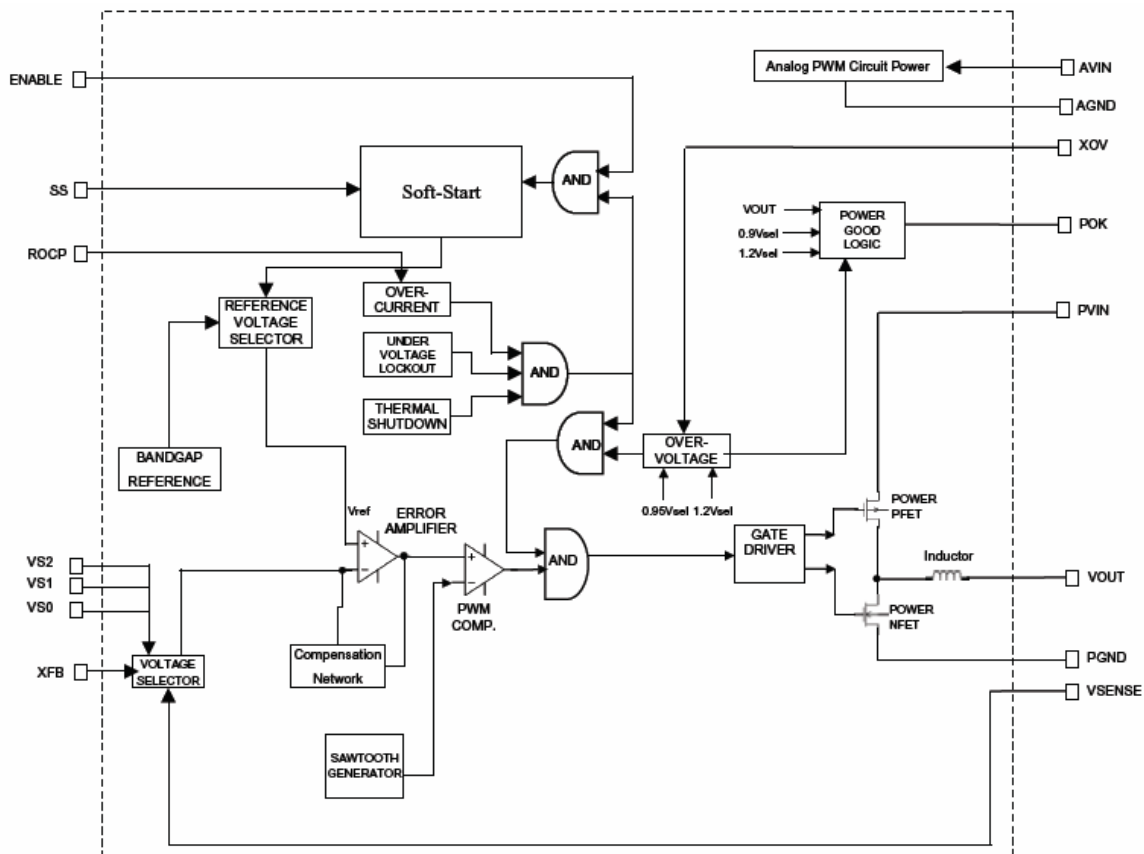 ENABLE
Analog PWM Circuit Power
AVIN
AGND
XOV
AND
SS
Soft-Start
VOUT
0.9Vsel
1.2Vsel
POWER
GOOD
LOGIC
POK
ROCP
OVER-
CURRENT
REFERENCE
VOLTAGE
SELECTOR
PVIN
UNDER
VOLTAGE
LOCKOUT
AND
THERMAL
SHUTDOWN
AND
OVER-
VOLTAGE
BANDGAP
REFERENCE
0.95Vsel
1.2Vsel
POWER
PFET
Vref
ERROR
AMPLIFIER
+
−
+
−
PWM
COMP.
AND
GATE
DRIVER
Inductor
VOUT
VS2
VS1
VS0
POWER
NFET
XFB
VOLTAGE
SELECTOR
Compensation
Network
PGND
VSENSE
SAWTOOTH
GENERATOR